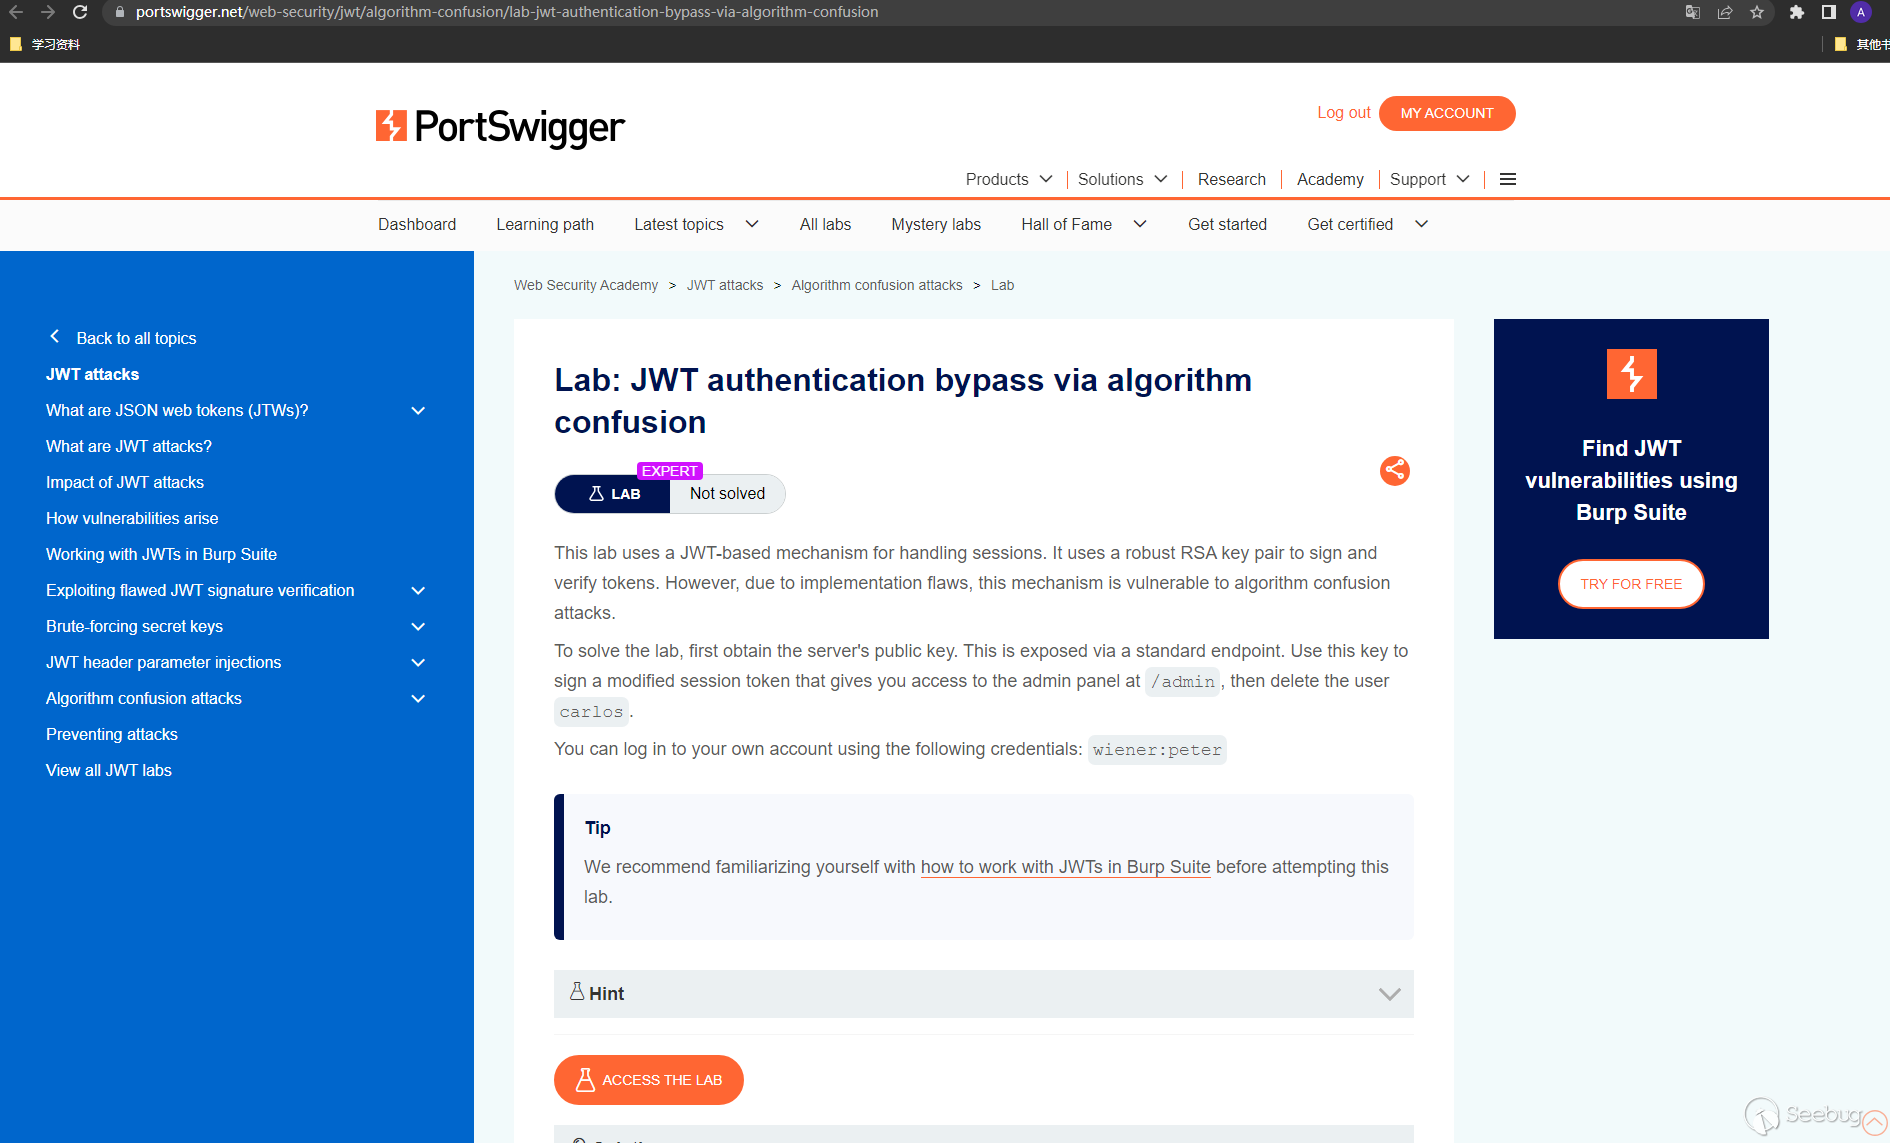 portswigger.net/web-security/jwt/algorithm-confusion/lab-jwt-authentication-bypass-via-algorithm-confusion
A
学习资料
其他书
PortSwigger
Log out
MY ACCOUNT
Products
Solutions
Research
Academy
Support
Dashboard
Learning path
Latest topics
All labs
Mystery labs
Hall of Fame
Get started
Get certified
Back to all topics
JWT attacks
What are JSON web tokens (JTWs)?
What are JWT attacks?
Impact of JWT attacks
How vulnerabilities arise
Working with JWTs in Burp Suite
Exploiting flawed JWT signature verification
Brute-forcing secret keys
JWT header parameter injections
Algorithm confusion attacks
Preventing attacks
View all JWT labs
Web Security Academy > JWT attacks > Algorithm confusion attacks > Lab
Lab: JWT authentication bypass via algorithm
confusion
EXPERT
LAB
Not solved
This lab uses a JWT-based mechanism for handling sessions. It uses a robust RSA key pair to sign and
verify tokens. However, due to implementation flaws, this mechanism is vulnerable to algorithm confusion
attacks.
To solve the lab, first obtain the server's public key. This is exposed via a standard endpoint. Use this key to
sign a modified session token that gives you access to the admin panel at /admin, then delete the user
carlos.
You can log in to your own account using the following credentials: wiener:peter
Tip
We recommend familiarizing yourself with how to work with JWTs in Burp Suite before attempting this
lab.
Hint
ACCESS THE LAB
Find JWT
vulnerabilities using
Burp Suite
TRY FOR FREE
Seebug